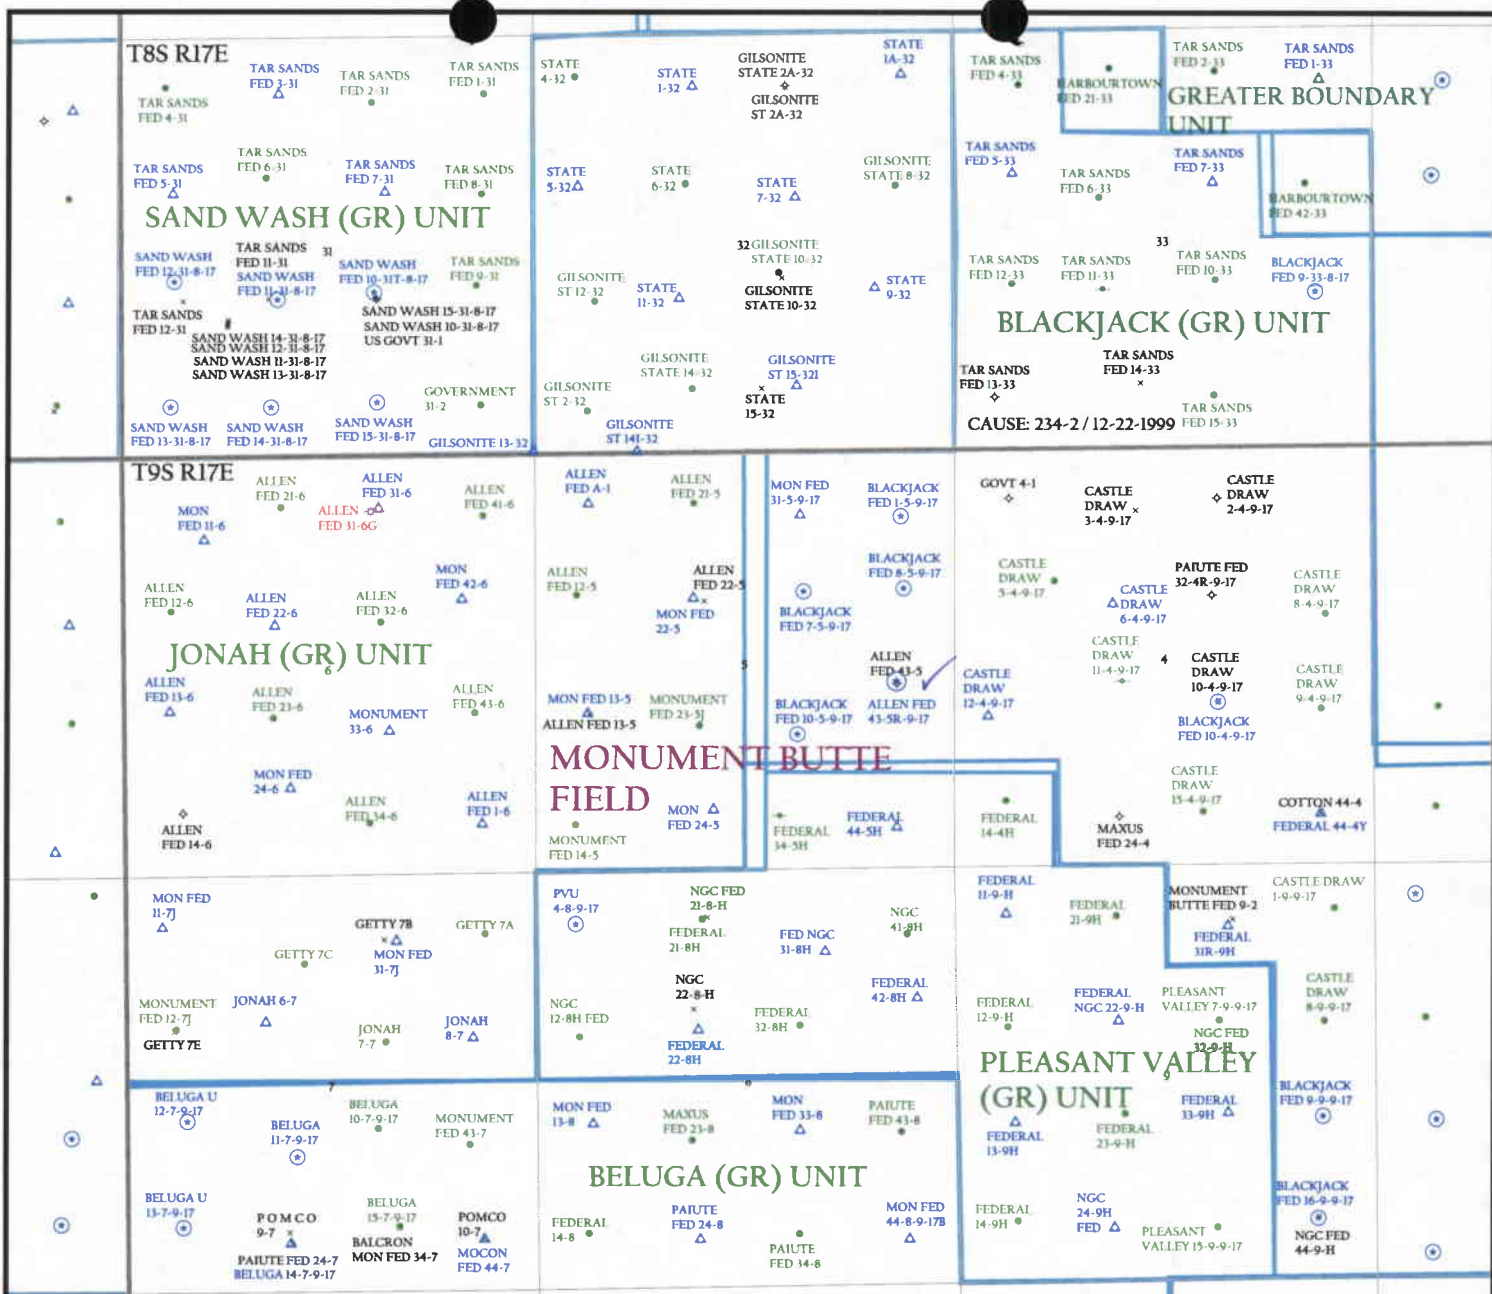 T8S R17E
TAR SANDS
FED 4-31
TAR SANDS
FED 3-31
TAR SANDS
FED 2-31
TAR SANDS
FED 1-31
STATE
4-32
STATE
1-32
GILSONITE
STATE 2A-32
GILSONITE
ST 2A-32
STATE
1A-32
TAR SANDS
FED 4-33
HARBOURTOWN
FED 21-33
TAR SANDS
FED 2-33
TAR SANDS
FED 1-33
GREATER BOUNDARY
UNIT
TAR SANDS
FED 5-31
TAR SANDS
FED 6-31
TAR SANDS
FED 7-31
TAR SANDS
FED 8-31
STATE
5-32
STATE
6-32
STATE
7-32
GILSONITE
STATE 8-32
TAR SANDS
FED 5-33
TAR SANDS
FED 6-33
TAR SANDS
FED 7-33
HARBOURTOWN
FED 42-33
SAND WASH (GR) UNIT
SAND WASH
FED 12-31-8-17
TAR SANDS
FED 11-31
SAND WASH
FED 11-31-8-17
31
SAND WASH
FED 10-31T-8-17
TAR SANDS
FED 9-31
TAR SANDS
FED 12-31
SAND WASH 14-31-8-17
SAND WASH 12-31-8-17
SAND WASH 11-31-8-17
SAND WASH 13-31-8-17
SAND WASH 15-31-8-17
SAND WASH 10-31-8-17
US GOVT 31-1
GILSONITE
ST 12-32
STATE
11-32
32
GILSONITE
STATE 10-32
GILSONITE
STATE 10-32
STATE
9-32
TAR SANDS
FED 12-33
TAR SANDS
FED 11-33
33
TAR SANDS
FED 10-33
BLACKJACK
FED 9-33-8-17
BLACKJACK (GR) UNIT
SAND WASH
FED 13-31-8-17
SAND WASH
FED 14-31-8-17
SAND WASH
FED 15-31-8-17
GOVERNMENT
31-2
GILSONITE 13-32
GILSONITE
ST 2-32
GILSONITE
STATE 14-32
GILSONITE
ST 14I-32
STATE
15-32
GILSONITE
ST 15-32I
TAR SANDS
FED 13-33
TAR SANDS
FED 14-33
TAR SANDS
FED 15-33
CAUSE: 234-2 / 12-22-1999
T9S R17E
MON
FED 11-6
ALLEN
FED 21-6
ALLEN
FED 31-6
ALLEN
FED 31-6G
ALLEN
FED 41-6
ALLEN
FED A-1
ALLEN
FED 21-5
MON FED
31-5-9-17
BLACKJACK
FED 1-5-9-17
GOVT 4-1
CASTLE
DRAW
3-4-9-17
CASTLE
DRAW
2-4-9-17
ALLEN
FED 12-6
ALLEN
FED 22-6
ALLEN
FED 32-6
MON
FED 42-6
ALLEN
FED 12-5
ALLEN
FED 22-5
MON FED
22-5
BLACKJACK
FED 7-5-9-17
BLACKJACK
FED 8-5-9-17
CASTLE
DRAW
5-4-9-17
CASTLE
DRAW
6-4-9-17
PAIUTE FED
32-4R-9-17
CASTLE
DRAW
8-4-9-17
JONAH (GR) UNIT
6
5
4
ALLEN
FED 13-6
ALLEN
FED 23-6
MONUMENT
33-6
ALLEN
FED 43-6
MON FED 13-5
ALLEN FED 13-5
MONUMENT
FED 23-5J
BLACKJACK
FED 10-5-9-17
ALLEN
FED 43-5
ALLEN FED
43-5R-9-17
CASTLE
DRAW
12-4-9-17
CASTLE
DRAW
11-4-9-17
CASTLE
DRAW
10-4-9-17
BLACKJACK
FED 10-4-9-17
CASTLE
DRAW
9-4-9-17
MONUMENT BUTTE
FIELD
ALLEN
FED 14-6
MON FED
24-6
ALLEN
FED 34-6
ALLEN
FED 1-6
MONUMENT
FED 14-5
MON
FED 24-5
FEDERAL
34-5H
FEDERAL
44-5H
FEDERAL
14-4H
MAXUS
FED 24-4
CASTLE
DRAW
15-4-9-17
COTTON 44-4
FEDERAL 44-4Y
MON FED
11-7J
GETTY 7C
GETTY 7B
MON FED
31-7J
GETTY 7A
PVU
4-8-9-17
NGC FED
21-8-H
FEDERAL
21-8H
FED NGC
31-8H
NGC
41-8H
FEDERAL
11-9-H
FEDERAL
21-9H
MONUMENT
BUTTE FED 9-2
FEDERAL
31R-9H
CASTLE DRAW
1-9-9-17
MONUMENT
FED 12-7J
GETTY 7E
JONAH 6-7
JONAH
7-7
JONAH
8-7
NGC
12-8H FED
NGC
22-8-H
FEDERAL
22-8H
FEDERAL
32-8H
FEDERAL
42-8H
FEDERAL
12-9-H
FEDERAL
NGC 22-9-H
PLEASANT
VALLEY 7-9-9-17
NGC FED
32-9-H
CASTLE
DRAW
8-9-9-17
PLEASANT VALLEY
(GR) UNIT
7
9
BELUGA U
12-7-9-17
BELUGA
11-7-9-17
BELUGA
10-7-9-17
MONUMENT
FED 43-7
MON FED
13-8
MAXUS
FED 23-8
MON
FED 33-8
PAIUTE
FED 43-8
FEDERAL
13-9H
FEDERAL
23-9-H
FEDERAL
33-9H
BLACKJACK
FED 9-9-9-17
BELUGA (GR) UNIT
BELUGA U
13-7-9-17
POMCO
9-7
PAIUTE FED 24-7
BELUGA 14-7-9-17
BELUGA
15-7-9-17
BALCRON
MON FED 34-7
POMCO
10-7
MOCON
FED 44-7
FEDERAL
14-8
PAIUTE
FED 24-8
PAIUTE
FED 34-8
MON FED
44-8-9-17B
FEDERAL
14-9H
NGC
24-9H
FED
PLEASANT
VALLEY 15-9-9-17
BLACKJACK
FED 16-9-9-17
NGC FED
44-9-H